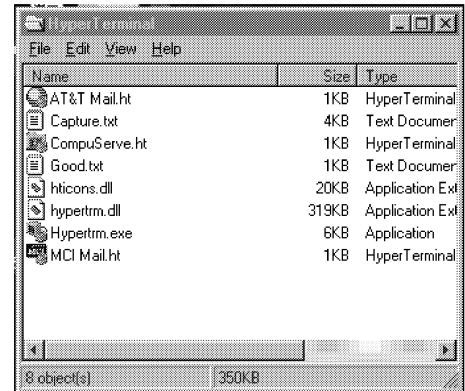 HyperTerminal
File Edit View Help
Name Size Type
AT&T Mail.ht 1KB HyperTerminal
Capture.txt 4KB Text Documen
CompuServe.ht 1KB HyperTerminal
Good.txt 1KB Text Documen
hticons.dll 20KB Application Ext
hypertrm.dll 319KB Application Ext
Hypertrm.exe 6KB Application
MCI Mail.ht 1KB HyperTerminal
8 object(s) 350KB